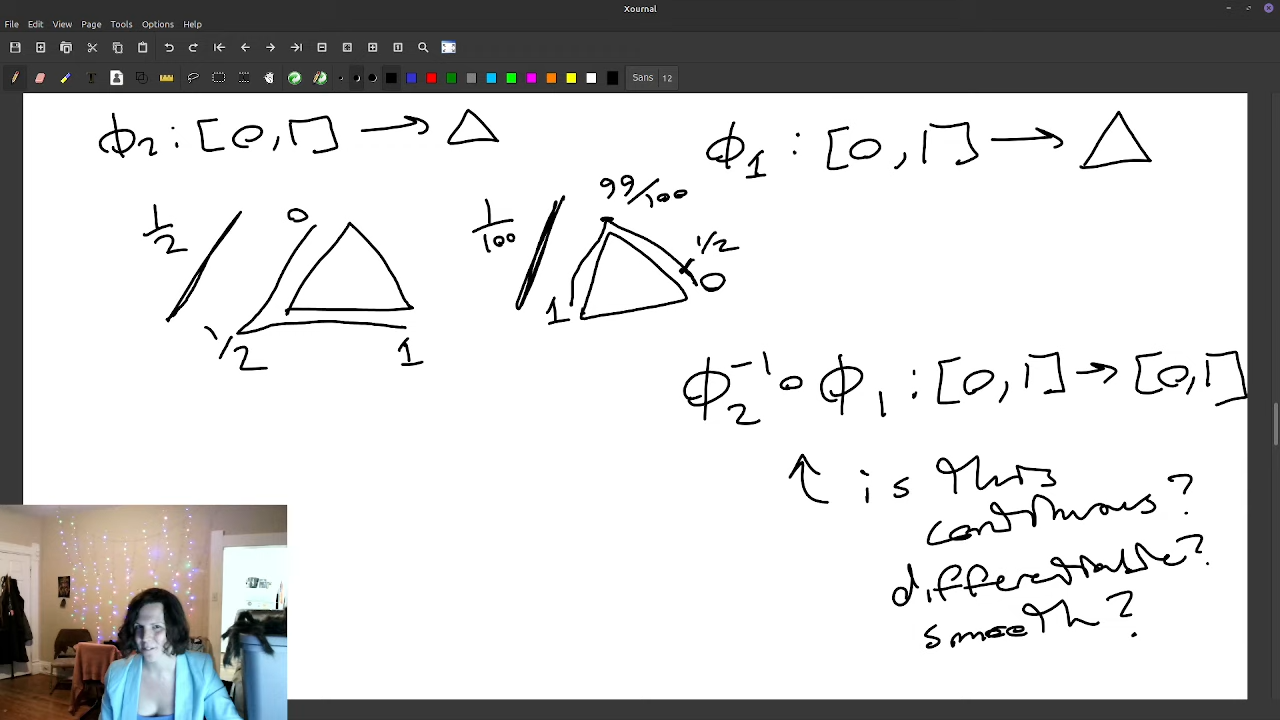 Xournal
File Edit View Page Tools Options Help
Sans 12
ϕ₂ : [0,1] → △
ϕ₁ : [0,1] → △
1/2
0
1/2
1
1/100
99/100
1/2
0
1
ϕ₂⁻¹ ∘ ϕ₁ : [0,1] → [0,1]
↑ is this
continuous?
differentiable?
smooth?